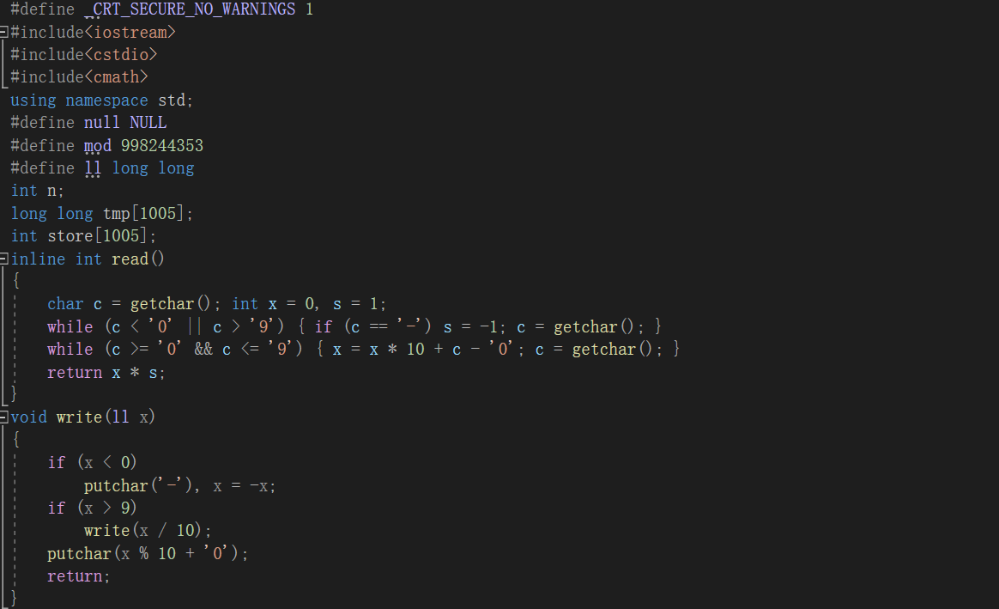 #define _CRT_SECURE_NO_WARNINGS 1
#include<iostream>
#include<cstdio>
#include<cmath>
using namespace std;
#define null NULL
#define mod 998244353
#define ll long long
int n;
long long tmp[1005];
int store[1005];
inline int read()
{
    char c = getchar(); int x = 0, s = 1;
    while (c < '0' || c > '9') { if (c == '-') s = -1; c = getchar(); }
    while (c >= '0' && c <= '9') { x = x * 10 + c - '0'; c = getchar(); }
    return x * s;
}
void write(ll x)
{
    if (x < 0)
        putchar('-'), x = -x;
    if (x > 9)
        write(x / 10);
    putchar(x % 10 + '0');
    return;
}